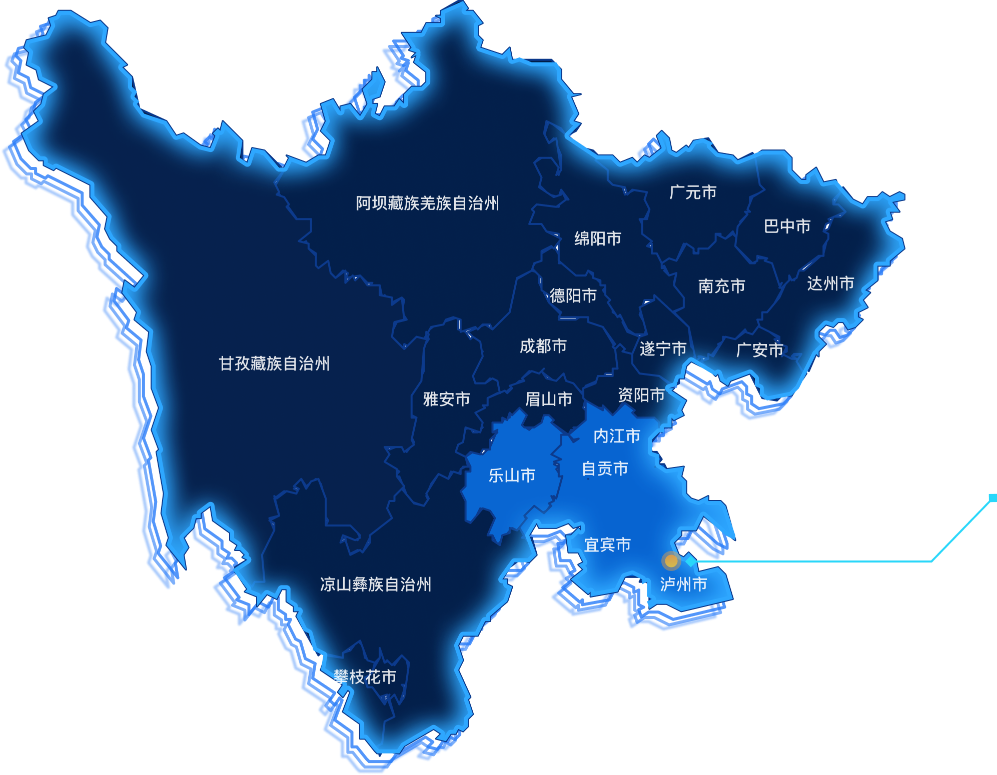 广元市
阿坝藏族羌族自治州
巴中市
绵阳市
达州市
南充市
德阳市
成都市
遂宁市
广安市
甘孜藏族自治州
资阳市
雅安市
眉山市
内江市
自贡市
乐山市
宜宾市
泸州市
凉山彝族自治州
攀枝花市